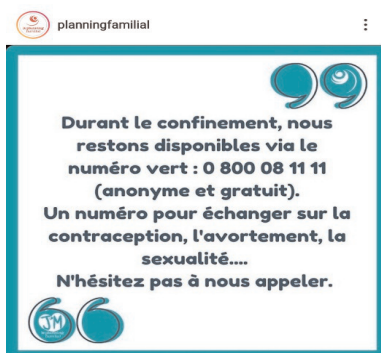 planningfamilial
Durant le confinement, nous
restons disponibles via le
numéro vert : 0 800 08 11 11
(anonyme et gratuit).
Un numéro pour échanger sur la
contraception, l'avortement, la
sexualité....
N'hésitez pas à nous appeler.